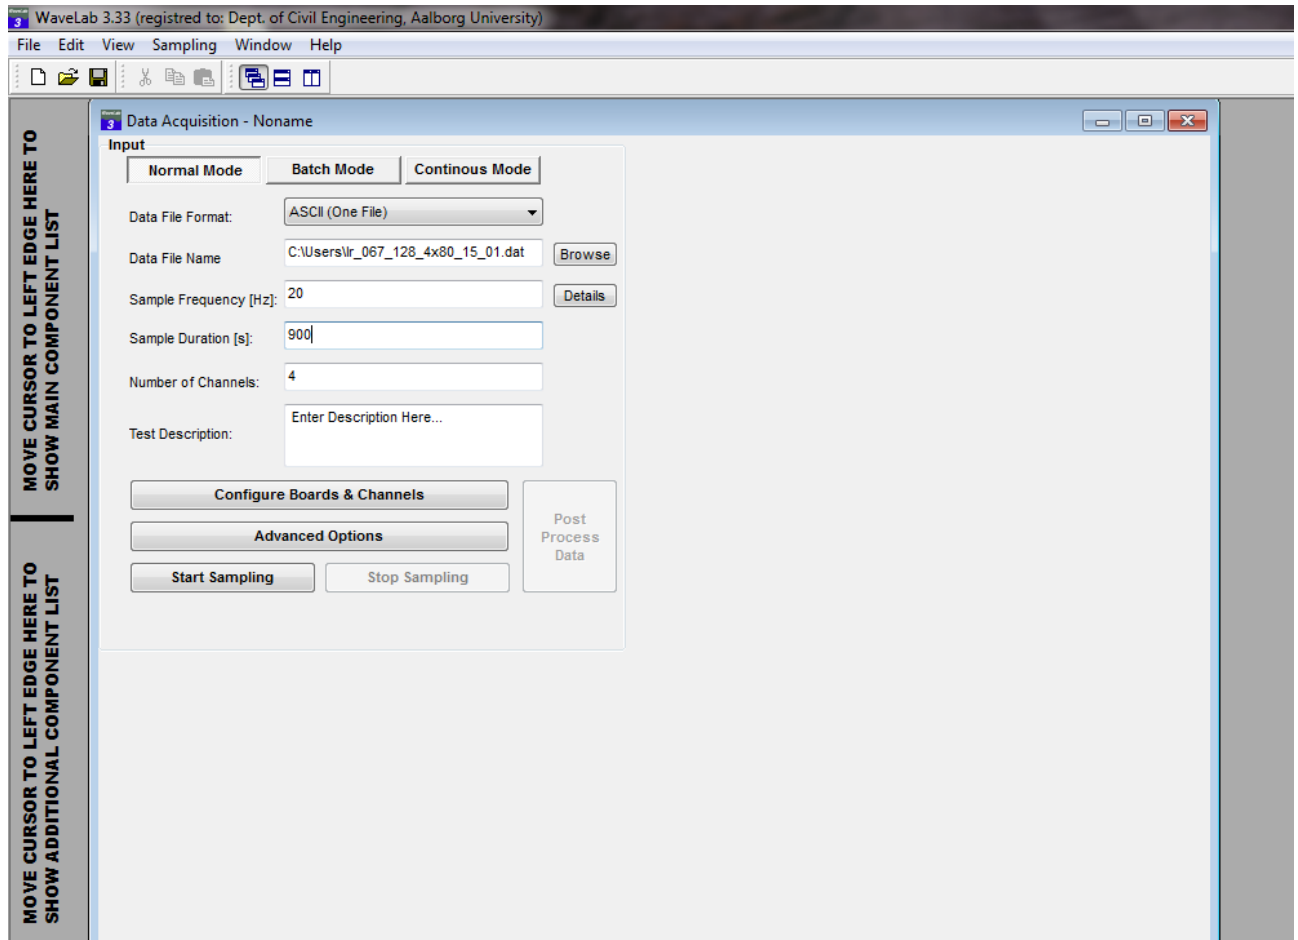 WaveLab 3.33 (registred to: Dept. of Civil Engineering, Aalborg University)
File Edit View Sampling Window Help
MOVE CURSOR TO LEFT EDGE HERE TO
SHOW MAIN COMPONENT LIST
MOVE CURSOR TO LEFT EDGE HERE TO
SHOW ADDITIONAL COMPONENT LIST
3 Data Acquisition - Noname
Input
Normal Mode Batch Mode Continous Mode
Data File Format: ASCII (One File)
Data File Name C:\Users\lr_067_128_4x80_15_01.dat Browse
Sample Frequency [Hz]: 20 Details
Sample Duration [s]: 900
Number of Channels: 4
Test Description: Enter Description Here...
Configure Boards & Channels
Advanced Options
Start Sampling Stop Sampling
Post
Process
Data